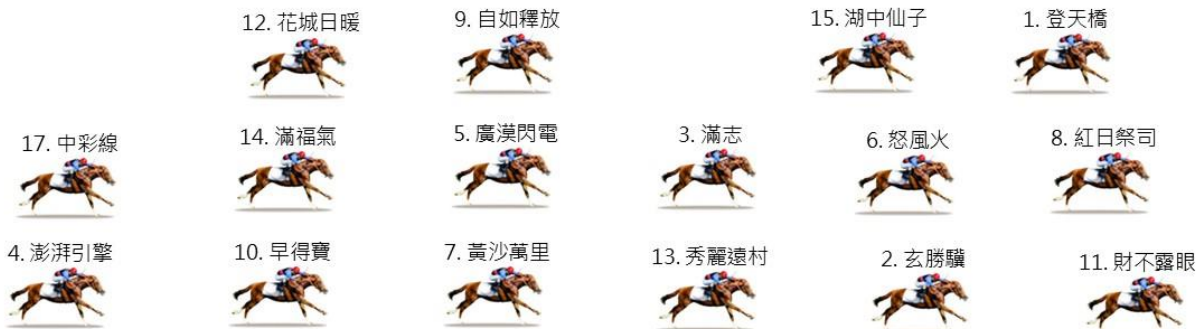 12. 花城日暖
9. 自如釋放
15. 湖中仙子
1. 登天橋
17. 中彩線
14. 滿福氣
5. 廣漠閃電
3. 滿志
6. 怒風火
8. 紅日祭司
4. 澎湃引擎
10. 早得寶
7. 黃沙萬里
13. 秀麗遠村
2. 玄勝驥
11. 財不露眼